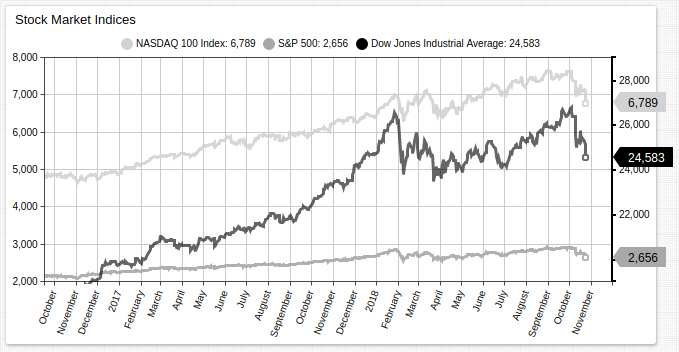 Stock Market Indices
NASDAQ 100 Index: 6,789 S&P 500: 2,656 Dow Jones Industrial Average: 24,583
8,000
7,000
6,000
5,000
4,000
3,000
2,000
28,000
26,000
24,000
22,000
6,789
24,583
2,656
October
November
December
2017
February
March
April
May
June
July
August
September
October
November
December
2018
February
March
April
May
June
July
August
September
October
November